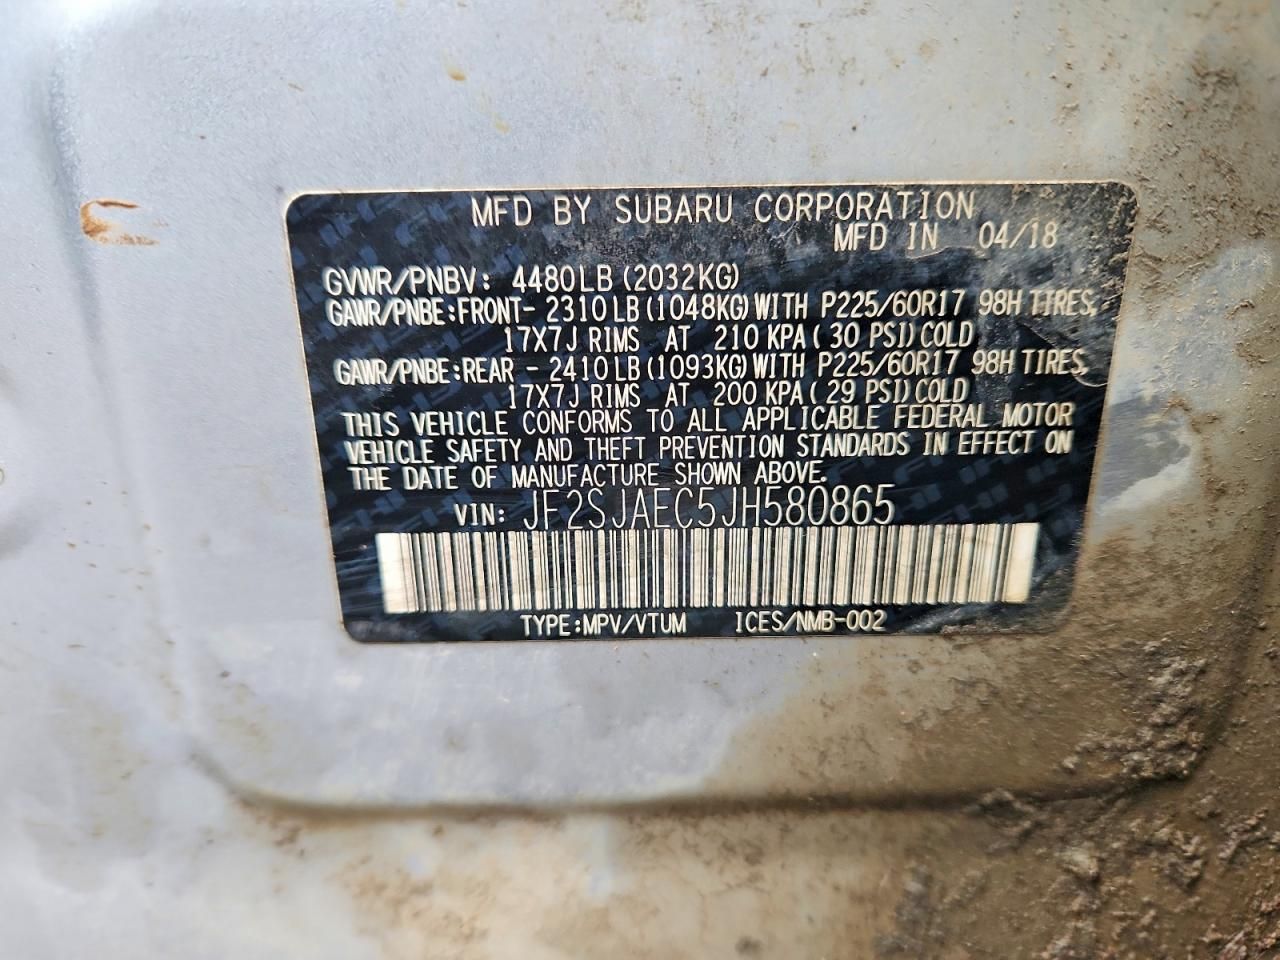 MFD BY SUBARU CORPORATION
MFD IN 04/18
GVWR/PNBV: 4480LB(2032KG)
GAWR/PNBE:FRONT- 2310LB(1048KG)WITH P225/60R17 98H TIRES,
17X7J RIMS AT 210 KPA( 30 PSI)COLD
GAWR/PNBE:REAR - 2410LB(1093KG)WITH P225/60R17 98H TIRES,
17X7J RIMS AT 200 KPA( 29 PSI)COLD
THIS VEHICLE CONFORMS TO ALL APPLICABLE FEDERAL MOTOR
VEHICLE SAFETY AND THEFT PREVENTION STANDARDS IN EFFECT ON
THE DATE OF MANUFACTURE SHOWN ABOVE.
VIN: JF2SJAEC5JH580865
TYPE:MPV/VTUM ICES/NMB-002